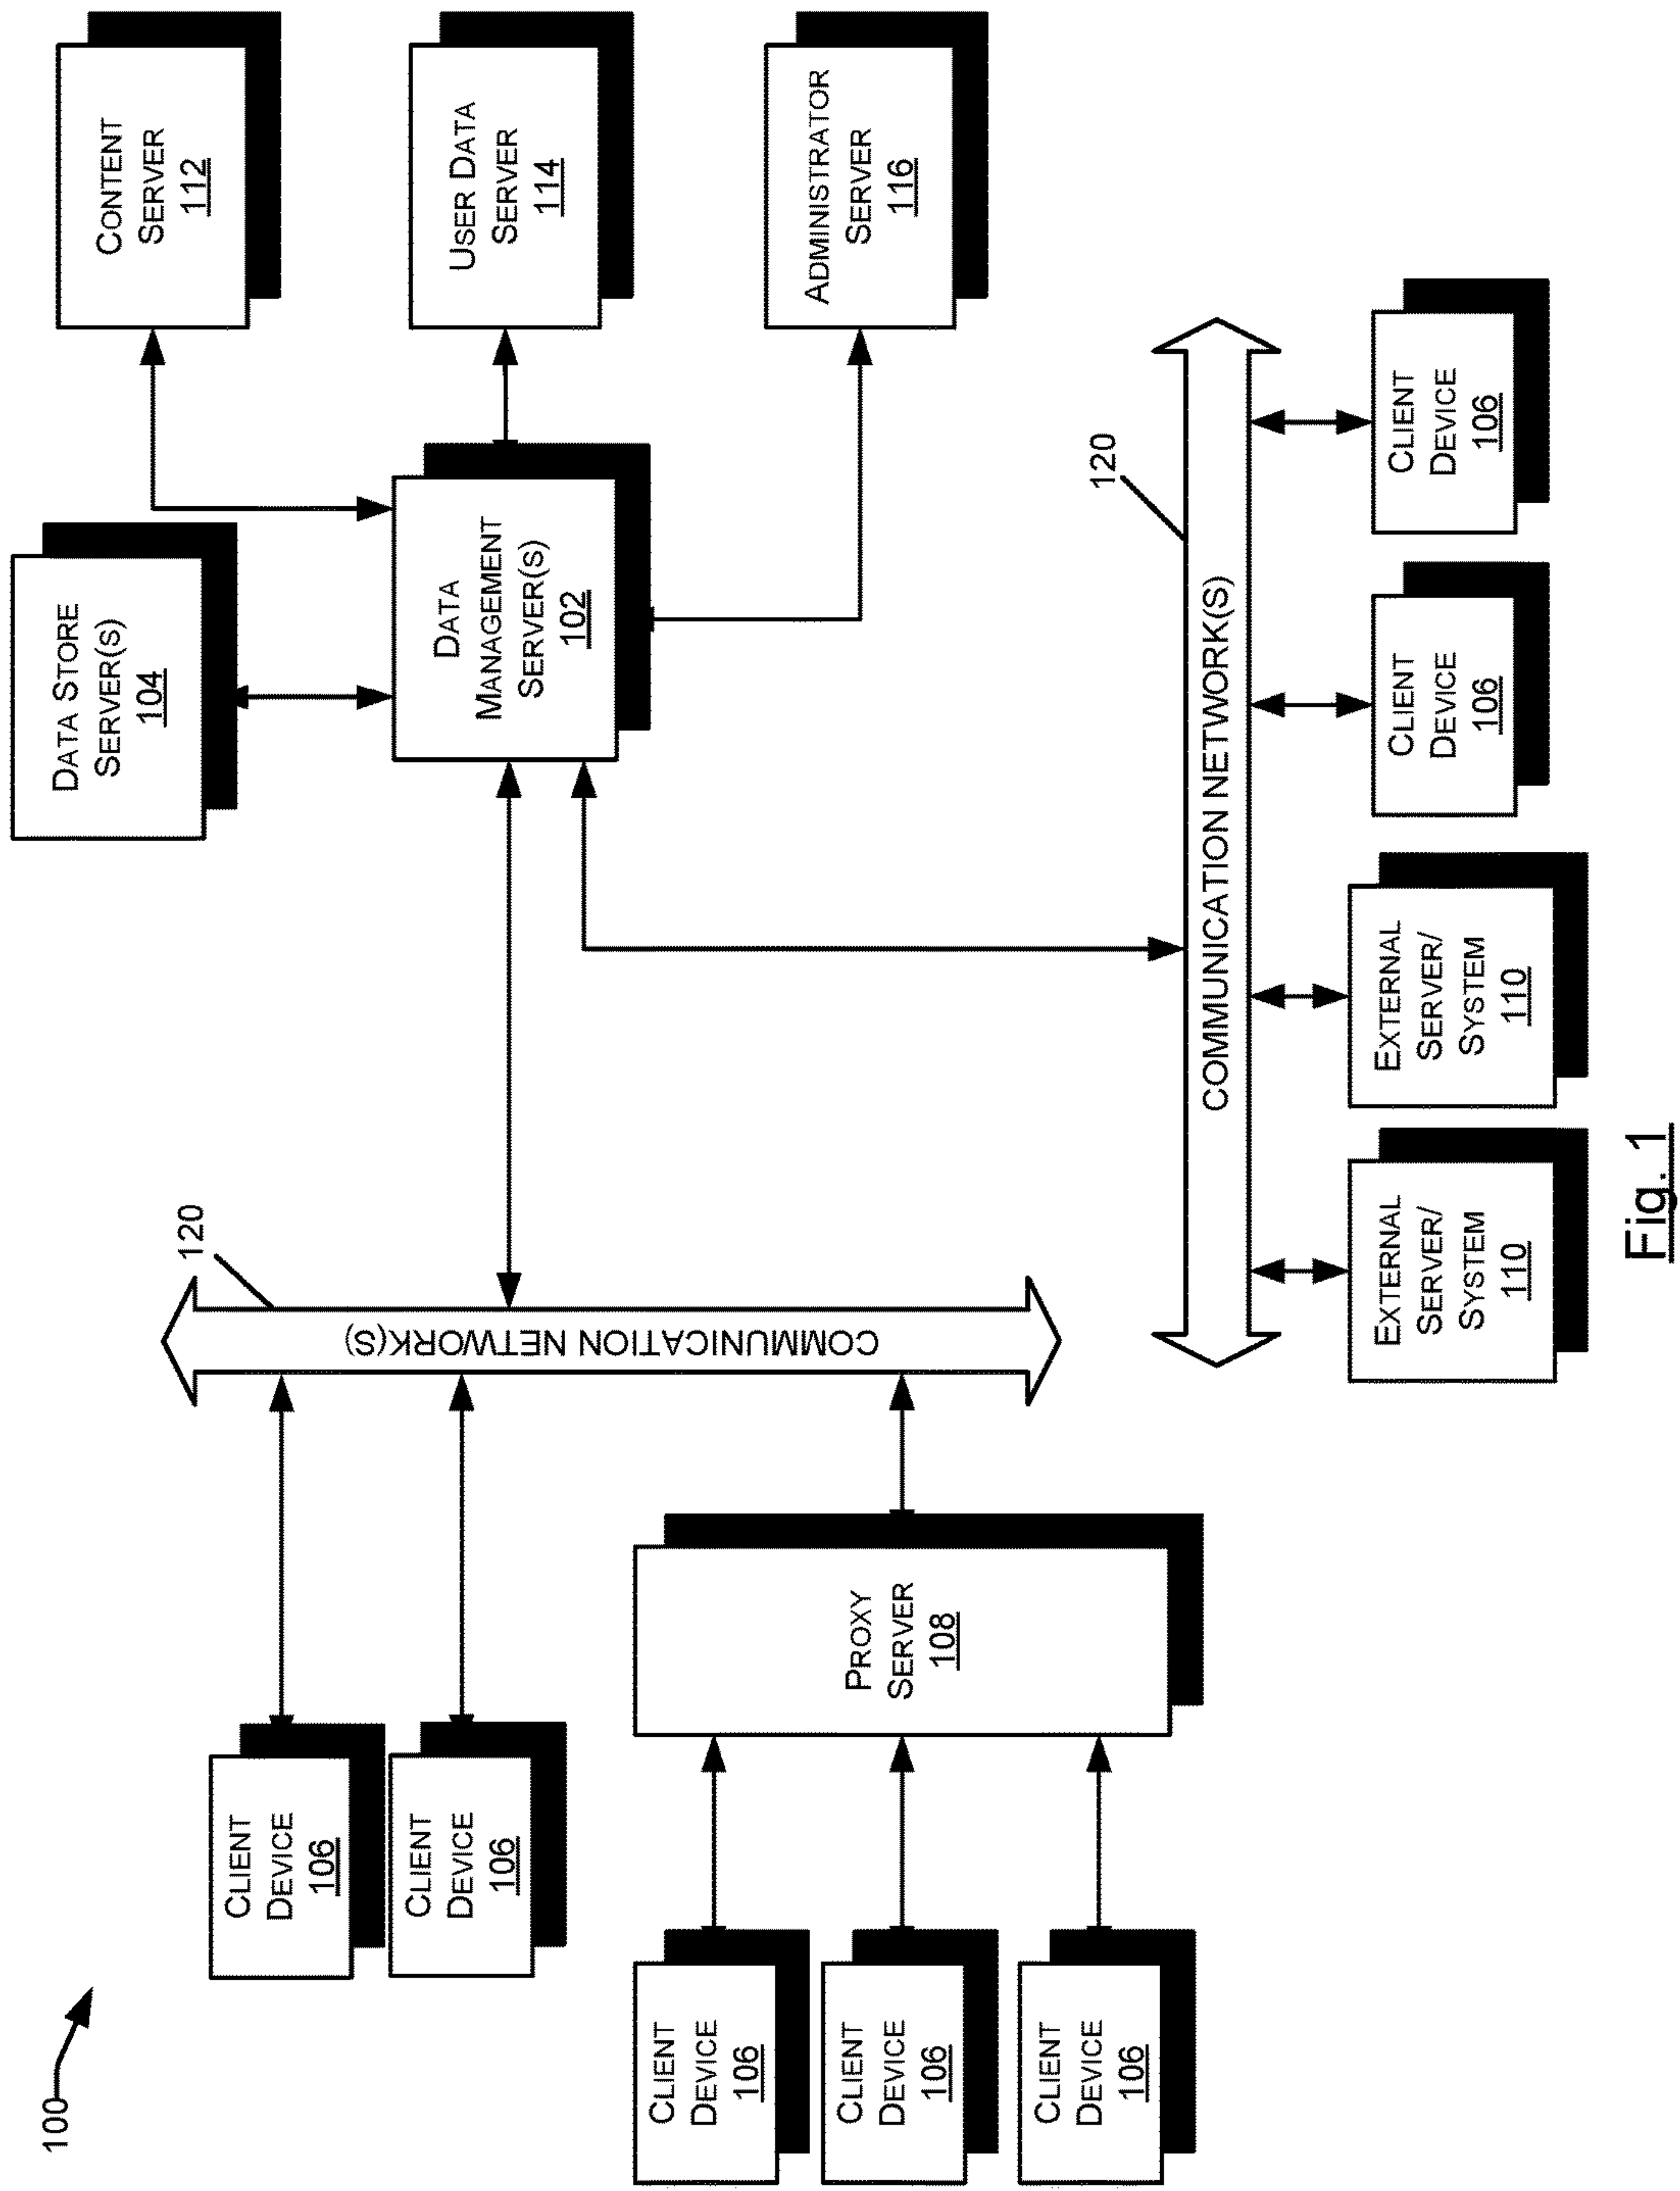 100
CLIENT
DEVICE
106
CLIENT
DEVICE
106
CLIENT
DEVICE
106
CLIENT
DEVICE
106
CLIENT
DEVICE
106
PROXY
SERVER
108
120
COMMUNICATION NETWORK(S)
DATA STORE
SERVER(S)
104
DATA
MANAGEMENT
SERVER(S)
102
CONTENT
SERVER
112
USER DATA
SERVER
114
ADMINISTRATOR
SERVER
116
120
COMMUNICATION NETWORK(S)
EXTERNAL
SERVER/
SYSTEM
110
EXTERNAL
SERVER/
SYSTEM
110
CLIENT
DEVICE
106
CLIENT
DEVICE
106
Fig. 1